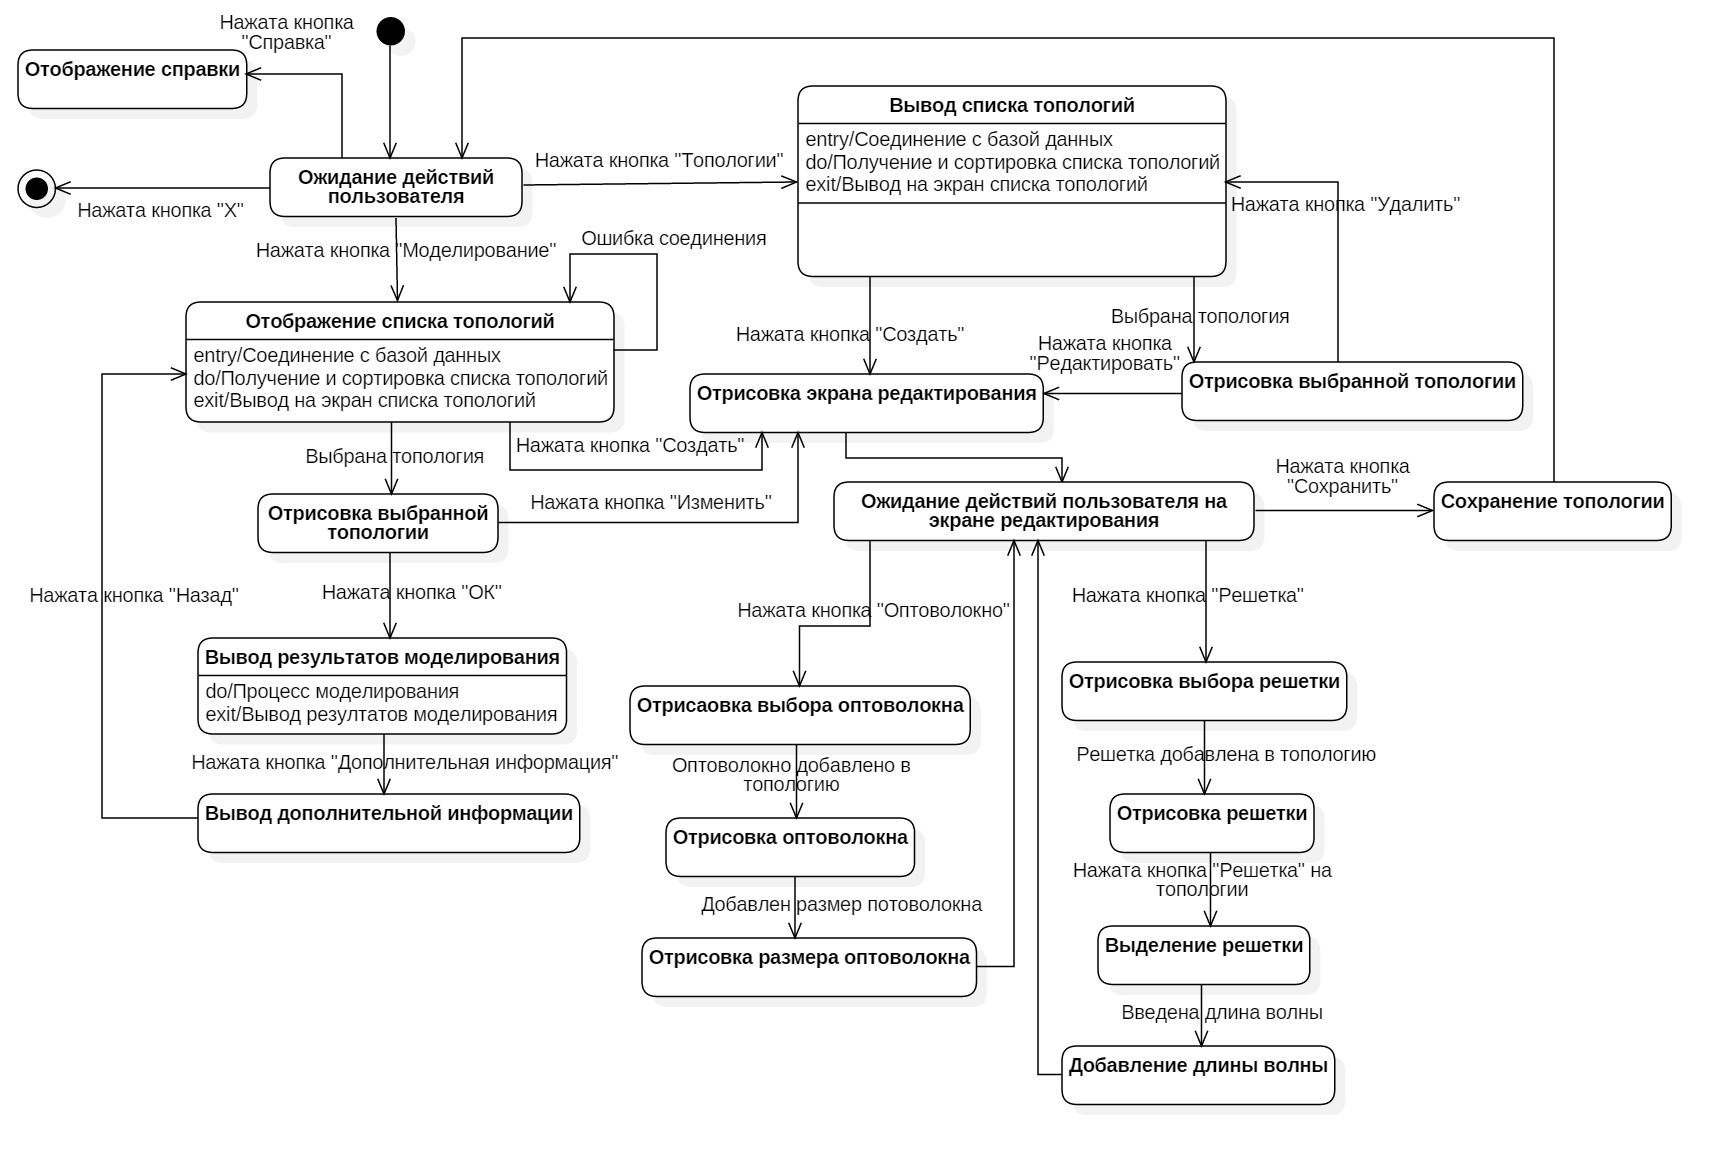 Нажата кнопка
"Справка"
Отображение справки
Вывод списка топологий
entry/Соединение с базой данных
do/Получение и сортировка списка топологий
exit/Вывод на экран списка топологий
Нажата кнопка "Топологии"
Ожидание действий
пользователя
Нажата кнопка "X"
Нажата кнопка "Удалить"
Нажата кнопка "Моделирование"
Ошибка соединения
Отображение списка топологий
entry/Соединение с базой данных
do/Получение и сортировка списка топологий
exit/Вывод на экран списка топологий
Нажата кнопка "Создать"
Выбрана топология
Нажата кнопка
"Редактировать"
Отрисовка экрана редактирования
Отрисовка выбранной топологии
Выбрана топология
Нажата кнопка "Создать"
Нажата кнопка
"Сохранить"
Отрисовка выбранной
топологии
Нажата кнопка "Изменить"
Ожидание действий пользователя на
экране редактирования
Сохранение топологии
Нажата кнопка "Назад"
Нажата кнопка "ОК"
Нажата кнопка "Оптоволокно"
Нажата кнопка "Решетка"
Вывод результатов моделирования
do/Процесс моделирования
exit/Вывод резултатов моделирования
Отрисаовка выбора оптоволокна
Отрисовка выбора решетки
Нажата кнопка "Дополнительная информация"
Оптоволокно добавлено в
топологию
Решетка добавлена в топологию
Вывод дополнительной информации
Отрисовка оптоволокна
Отрисовка решетки
Нажата кнопка "Решетка" на
топологии
Добавлен размер потоволокна
Отрисовка размера оптоволокна
Выделение решетки
Введена длина волны
Добавление длины волны